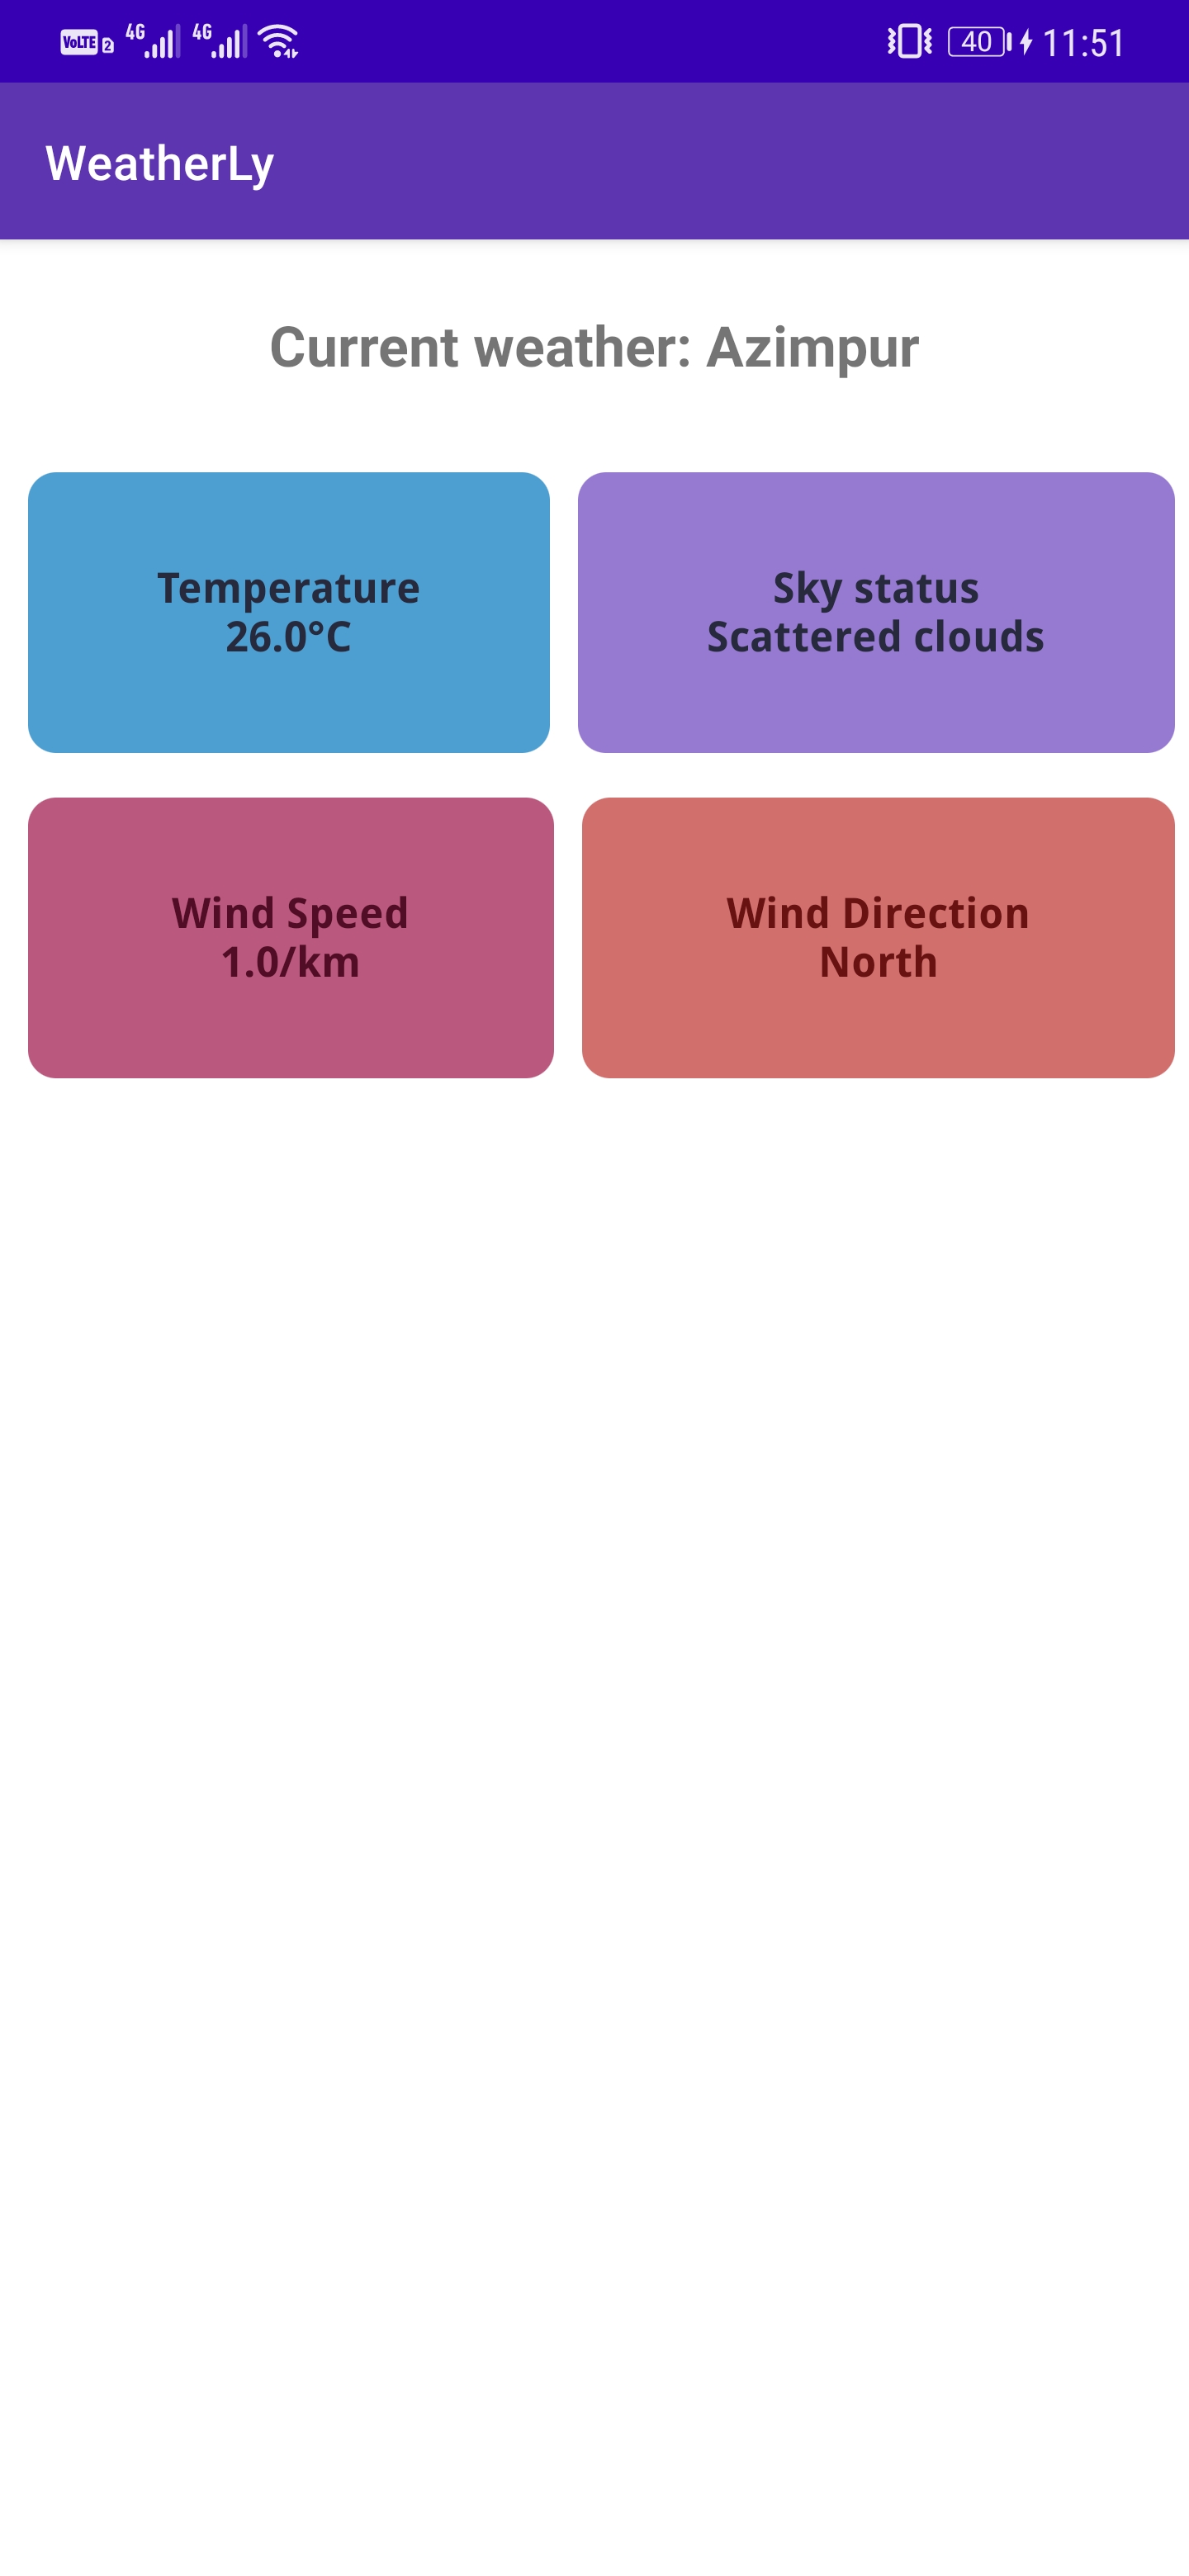 VoLTE 2 4G 4G 40 11:51
WeatherLy
Current weather: Azimpur
Temperature
26.0°C
Sky status
Scattered clouds
Wind Speed
1.0/km
Wind Direction
North